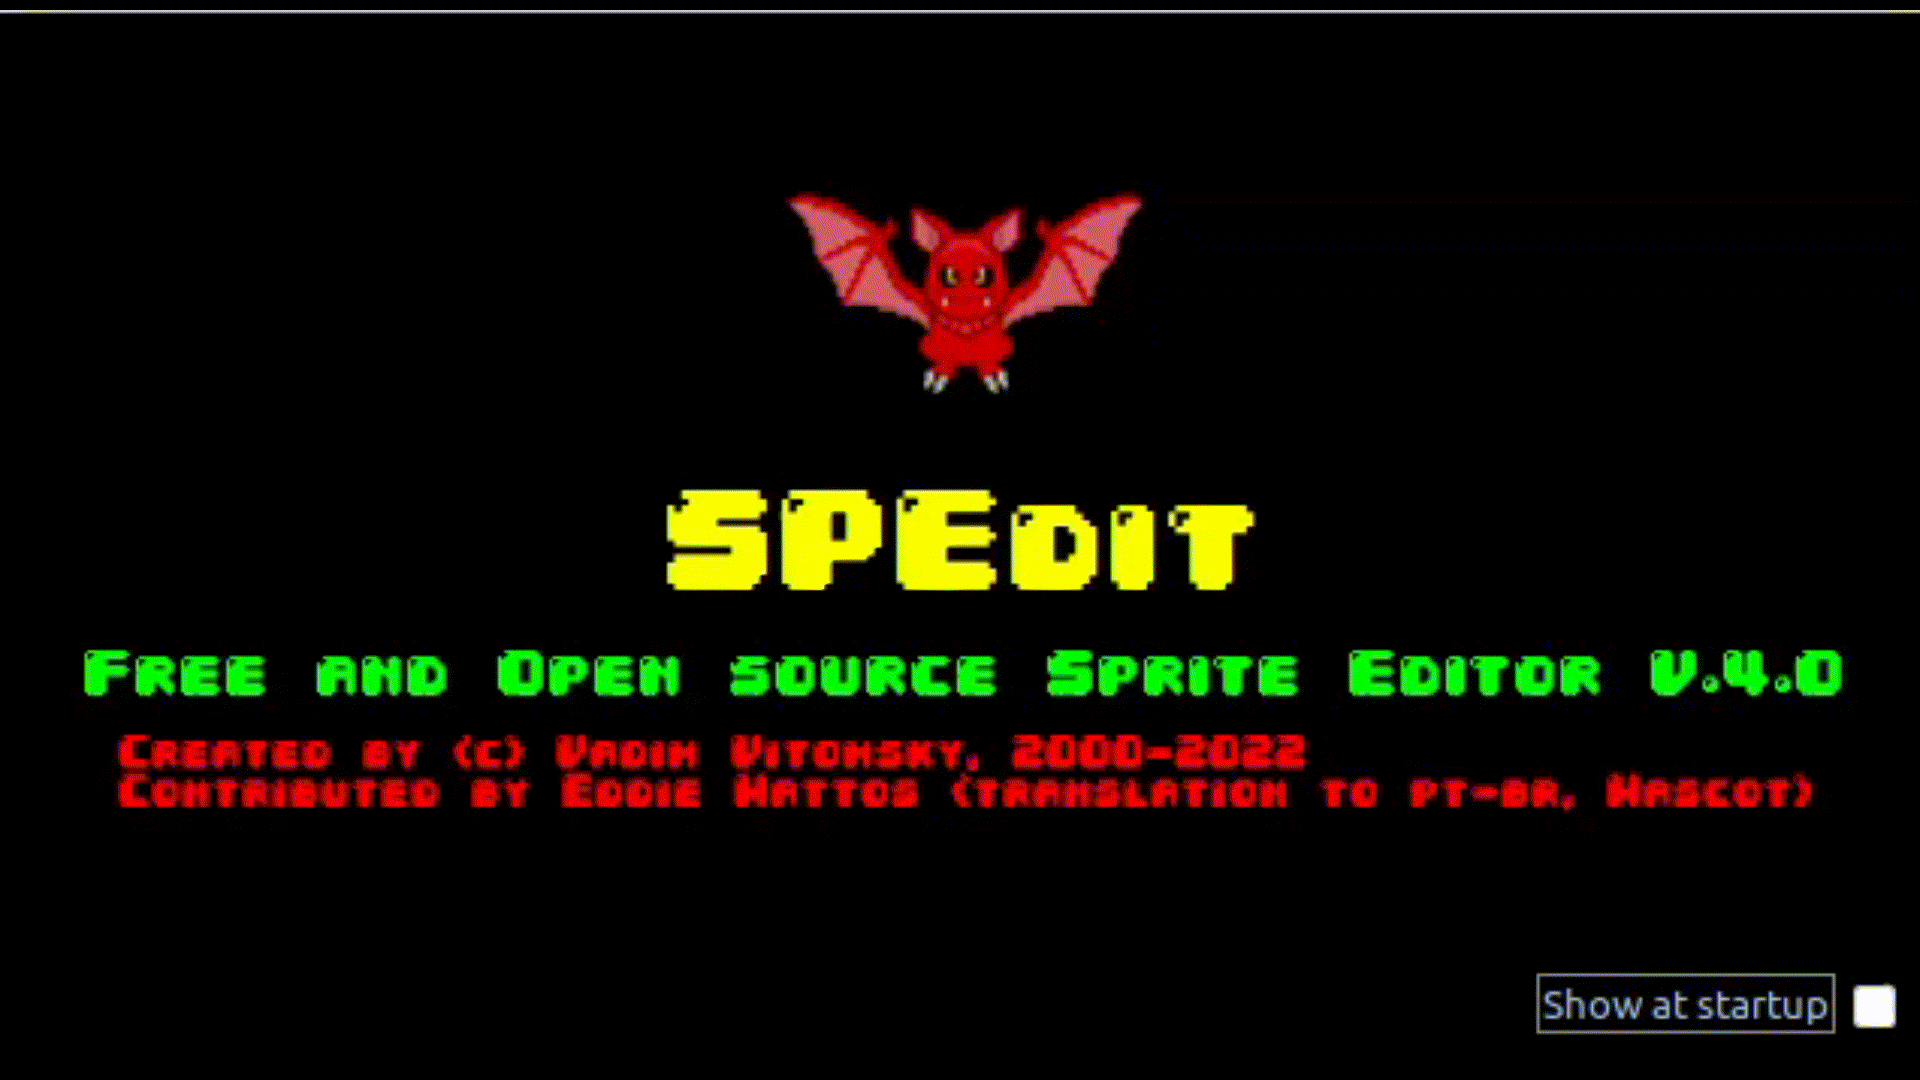 SPEdit
Free and Open source Sprite Editor V.4.0
Created by (c) Vadim Vitomsky, 2000-2022
Contributed by Eddie Mattos (translation to pt-br, Mascot)
Show at startup